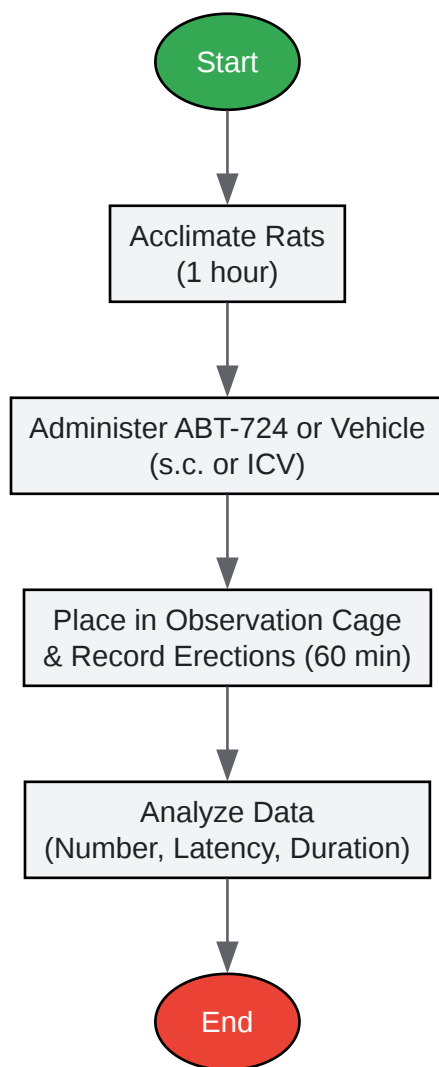 Start
Acclimate Rats
(1 hour)
Administer ABT-724 or Vehicle
(s.c. or ICV)
Place in Observation Cage
& Record Erections (60 min)
Analyze Data
(Number, Latency, Duration)
End